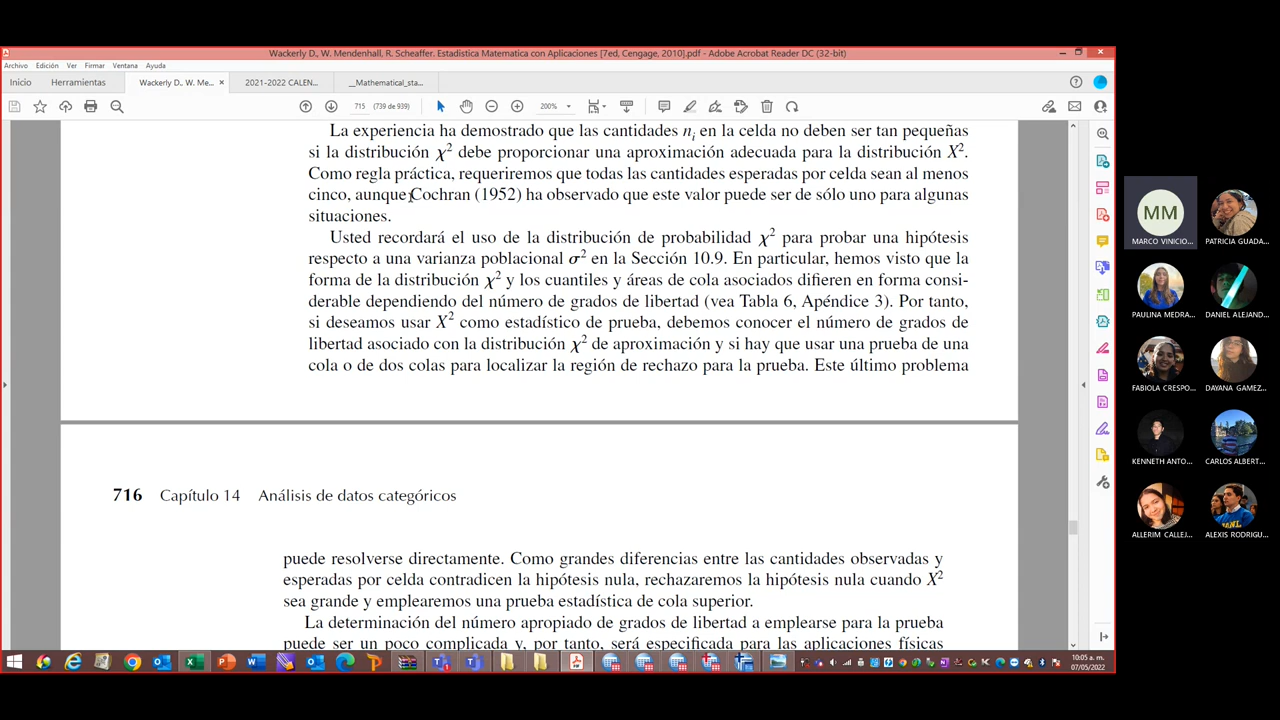 Wackerly D., W. Mendenhall, R. Scheaffer. Estadistica Matematica con Aplicaciones [7ed, Cengage, 2010].pdf - Adobe Acrobat Reader DC (32-bit)
Archivo Edición Ver Firmar Ventana Ayuda
Inicio Herramientas Wackerly D., W. Me... × 2021-2022 CALEN... __Mathematical_sta...
715 (739 de 939) 200%
La experiencia ha demostrado que las cantidades nᵢ en la celda no deben ser tan pequeñas
si la distribución χ² debe proporcionar una aproximación adecuada para la distribución X².
Como regla práctica, requeriremos que todas las cantidades esperadas por celda sean al menos
cinco, aunque Cochran (1952) ha observado que este valor puede ser de sólo uno para algunas
situaciones.
Usted recordará el uso de la distribución de probabilidad χ² para probar una hipótesis
respecto a una varianza poblacional σ² en la Sección 10.9. En particular, hemos visto que la
forma de la distribución χ² y los cuantiles y áreas de cola asociados difieren en forma consi-
derable dependiendo del número de grados de libertad (vea Tabla 6, Apéndice 3). Por tanto,
si deseamos usar X² como estadístico de prueba, debemos conocer el número de grados de
libertad asociado con la distribución χ² de aproximación y si hay que usar una prueba de una
cola o de dos colas para localizar la región de rechazo para la prueba. Este último problema
716 Capítulo 14 Análisis de datos categóricos
puede resolverse directamente. Como grandes diferencias entre las cantidades observadas y
esperadas por celda contradicen la hipótesis nula, rechazaremos la hipótesis nula cuando X²
sea grande y emplearemos una prueba estadística de cola superior.
La determinación del número apropiado de grados de libertad a emplearse para la prueba
puede ser un poco complicada y, por tanto, será especificada para las aplicaciones físicas
10:05 a. m.
07/05/2022
MM
MARCO VINICIO... PATRICIA GUADA...
PAULINA MEDRA... DANIEL ALEJAND...
FABIOLA CRESPO... DAYANA GAMEZ...
KENNETH ANTO... CARLOS ALBERT...
ALLERIM CALLEJ... ALEXIS RODRIGU...